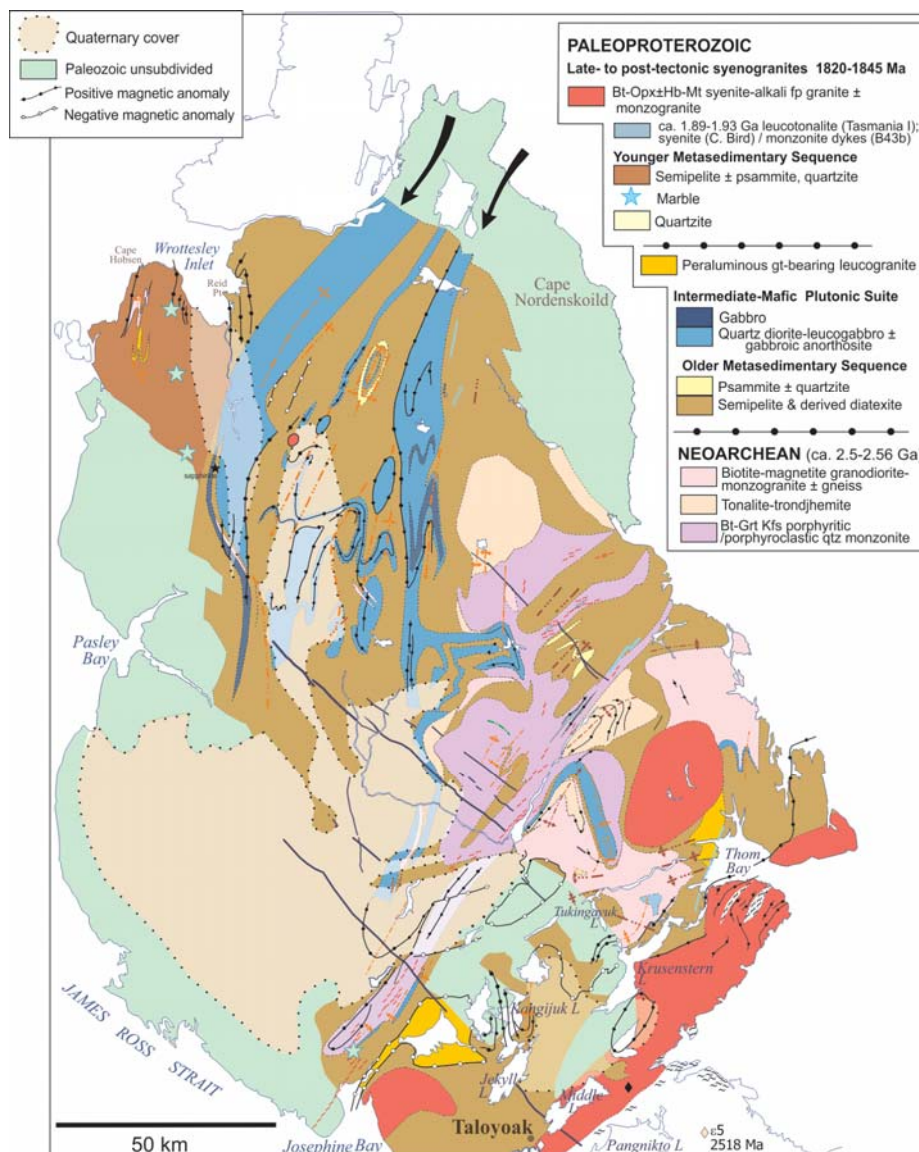 Quaternary cover
Paleozoic unsubdivided
Positive magnetic anomaly
Negative magnetic anomaly
PALEOPROTEROZOIC
Late- to post-tectonic syenogranites 1820-1845 Ma
Bt-Opx±Hb-Mt syenite-alkali fp granite ±
monzogranite
ca. 1.89-1.93 Ga leucotonalite (Tasmania I);
syenite (C. Bird) / monzonite dykes (B43b)
Younger Metasedimentary Sequence
Semipelite ± psammite, quartzite
Marble
Quartzite
Peraluminous gt-bearing leucogranite
Intermediate-Mafic Plutonic Suite
Gabbro
Quartz diorite-leucogabbro ±
gabbroic anorthosite
Older Metasedimentary Sequence
Psammite ± quartzite
Semipelite & derived diatexite
NEOARCHEAN (ca. 2.5-2.56 Ga
Biotite-magnetite granodiorite-
monzogranite ± gneiss
Tonalite-trondjhemite
Bt-Grt Kfs porphyritic
/porphyroclastic qtz monzonite
Cape
Hobsen
Wrottesley
Inlet
Reid
Pt
Cape
Nordenskoild
Pasley
Bay
Thom
Bay
Tukingayuk
L
Krusenstern
L
Kangijuk L
JAMES ROSS STRAIT
Jekyll
L
Middle
L
Taloyoak
50 km
Josephine Bay
Pangnikto L
ε5
2518 Ma